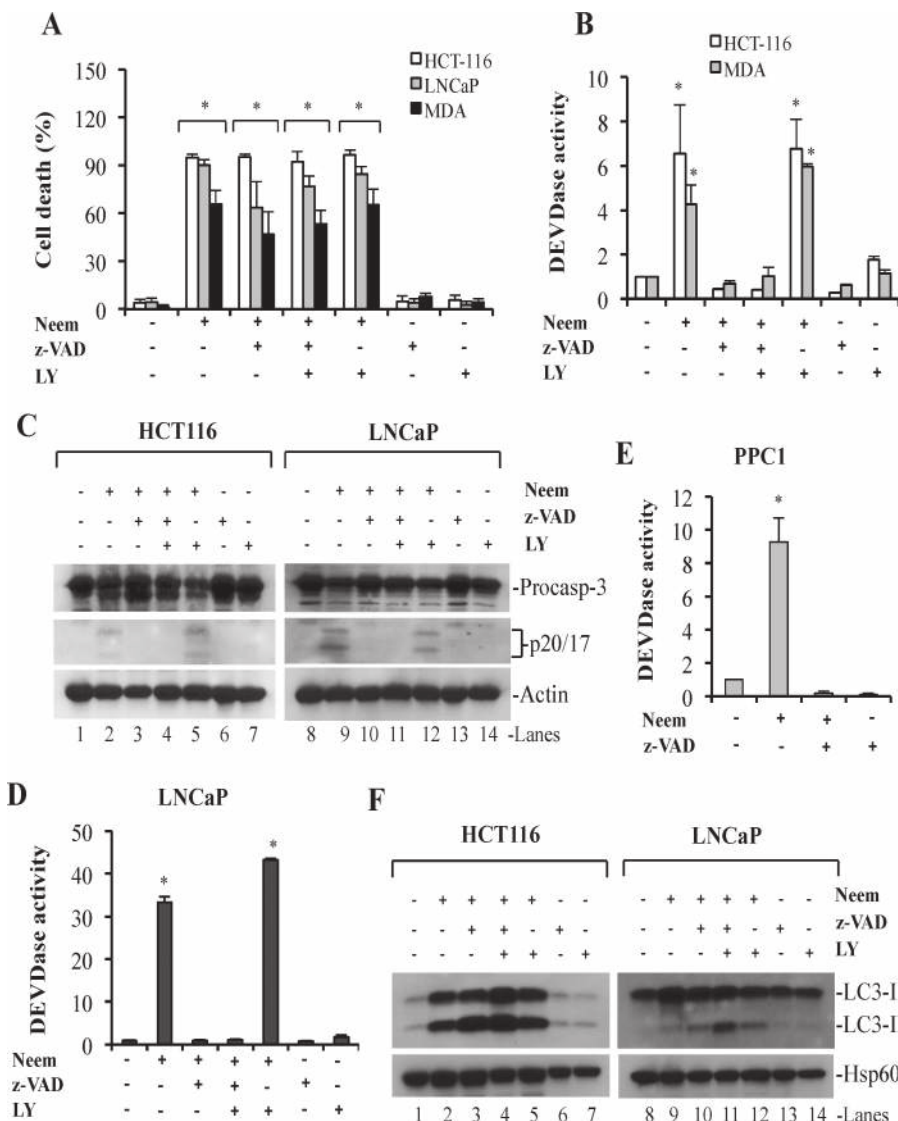 A
HCT-116
LNCaP
MDA
Cell death (%)
150
120
90
60
30
0
* * * *
Neem - + + + + - -
z-VAD - - + + - + -
LY - - - + + - +
B
HCT-116
MDA
DEVDase activity
10
8
6
4
2
0
* * * *
Neem - + + + + - -
z-VAD - - + + - + -
LY - - - + + - +
C
HCT116 LNCaP
- + + + + - - - + + + + - - Neem
- - + + - + - - - + + - + - z-VAD
- - - + + - + - - - + + - + LY
-Procasp-3
-p20/17
-Actin
1 2 3 4 5 6 7 8 9 10 11 12 13 14 -Lanes
E
PPC1
DEVDase activity
12
10
8
6
4
2
0
*
Neem - + + -
z-VAD - - + +
D
LNCaP
DEVDase activity
50
40
30
20
10
0
* *
Neem - + + + + - -
z-VAD - - + + - + -
LY - - - + + - +
F
HCT116 LNCaP
- + + + + - - - + + + + - - Neem
- - + + - + - - - + + - + - z-VAD
- - - + + - + - - - + + - + LY
-LC3-I
-LC3-I
-Hsp60
1 2 3 4 5 6 7 8 9 10 11 12 13 14 -Lanes